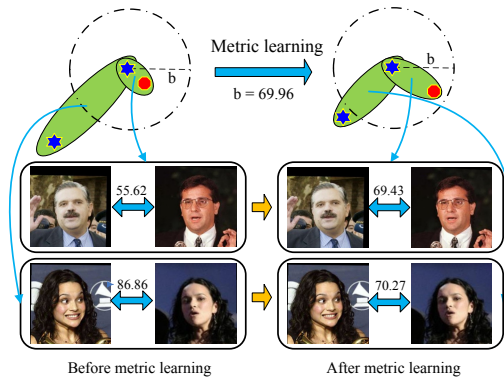 Metric learning
b
b
b = 69.96
55.62
69.43
86.86
70.27
Before metric learning
After metric learning